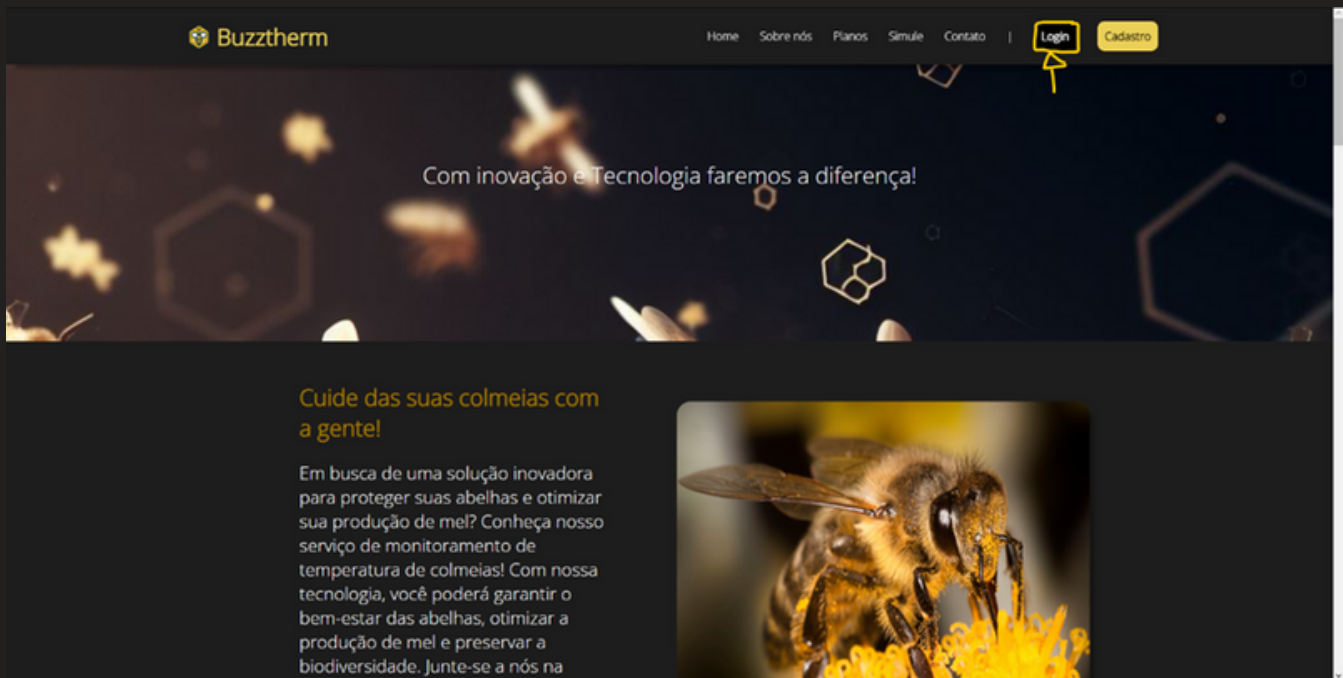 Buzztherm
Home Sobre nós Planos Simule Contato | Login Cadastro
Com inovação e Tecnologia faremos a diferença!
Cuide das suas colmeias com
a gente!
Em busca de uma solução inovadora
para proteger suas abelhas e otimizar
sua produção de mel? Conheça nosso
serviço de monitoramento de
temperatura de colmeias! Com nossa
tecnologia, você poderá garantir o
bem-estar das abelhas, otimizar a
produção de mel e preservar a
biodiversidade. Junte-se a nós na